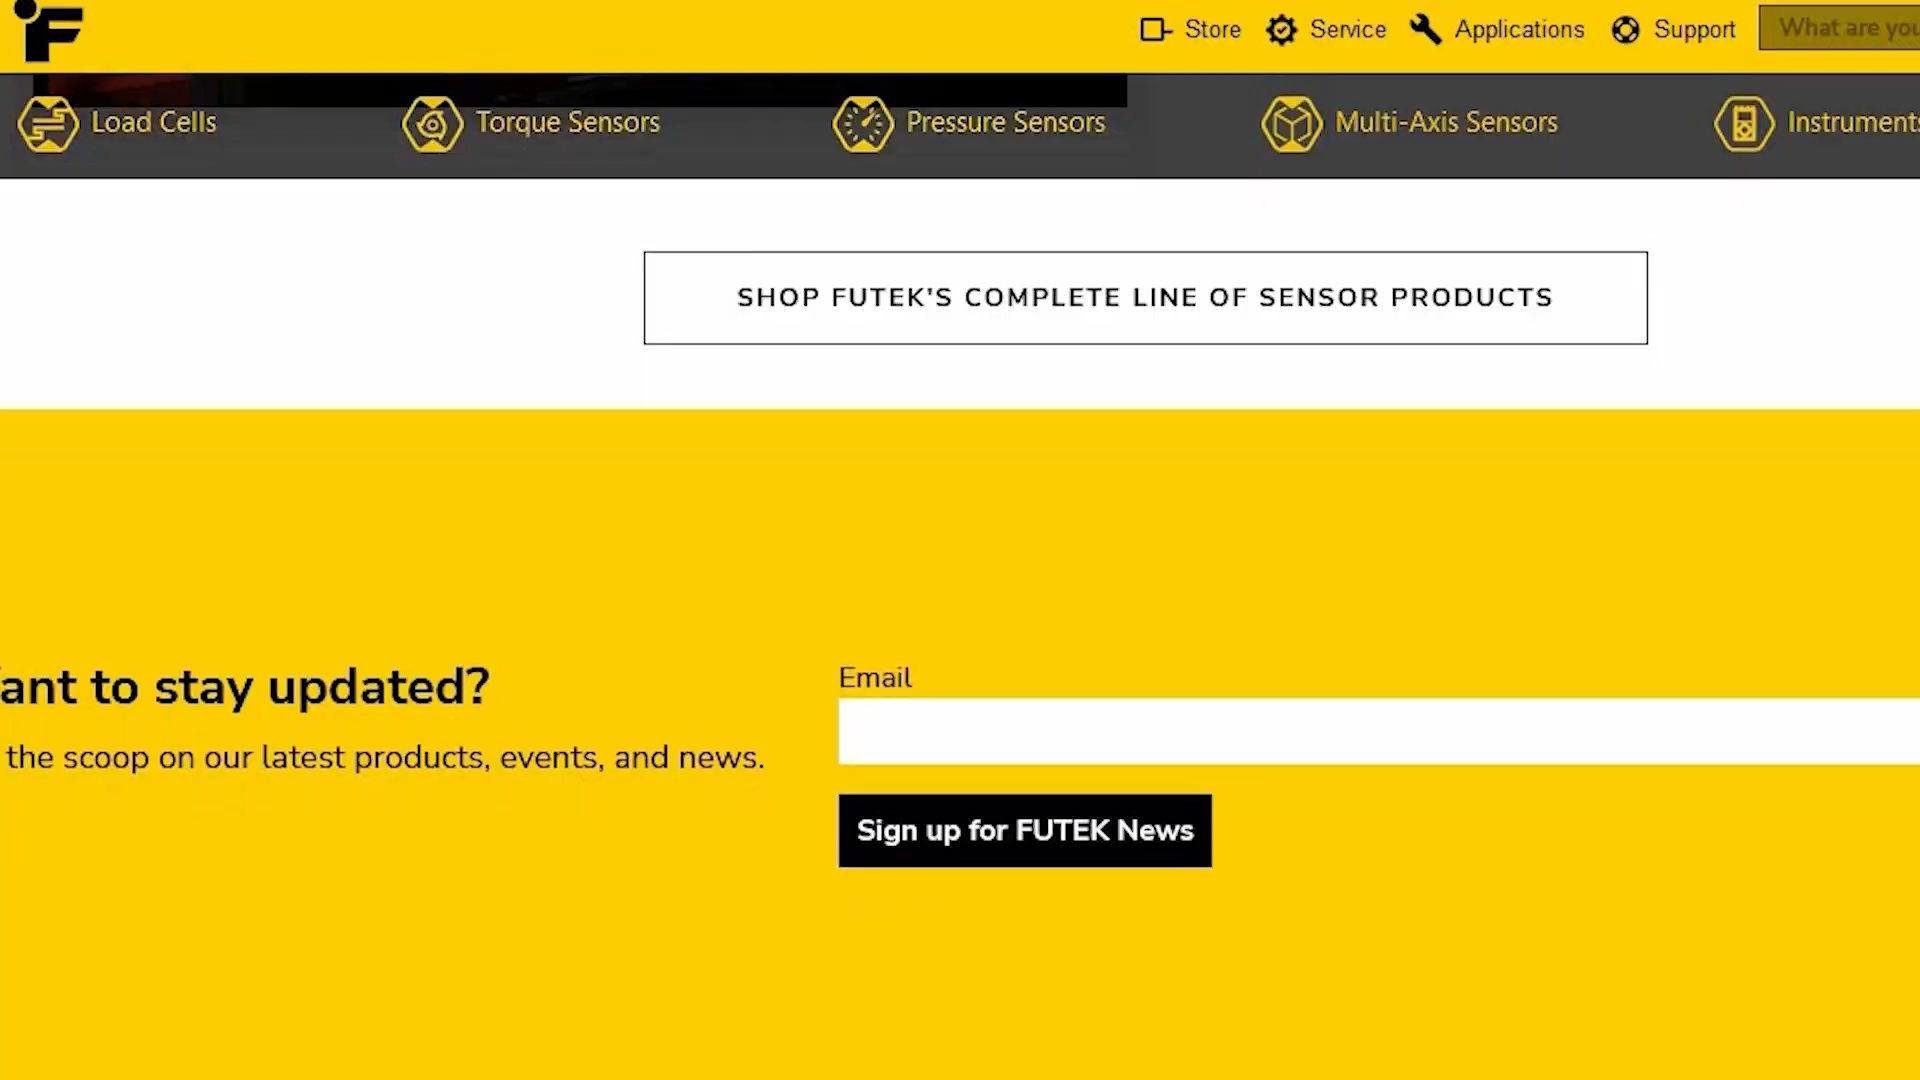 Store Service Applications Support What are you
Load Cells Torque Sensors Pressure Sensors Multi-Axis Sensors Instruments
SHOP FUTEK'S COMPLETE LINE OF SENSOR PRODUCTS
ant to stay updated?
the scoop on our latest products, events, and news.
Email
Sign up for FUTEK News